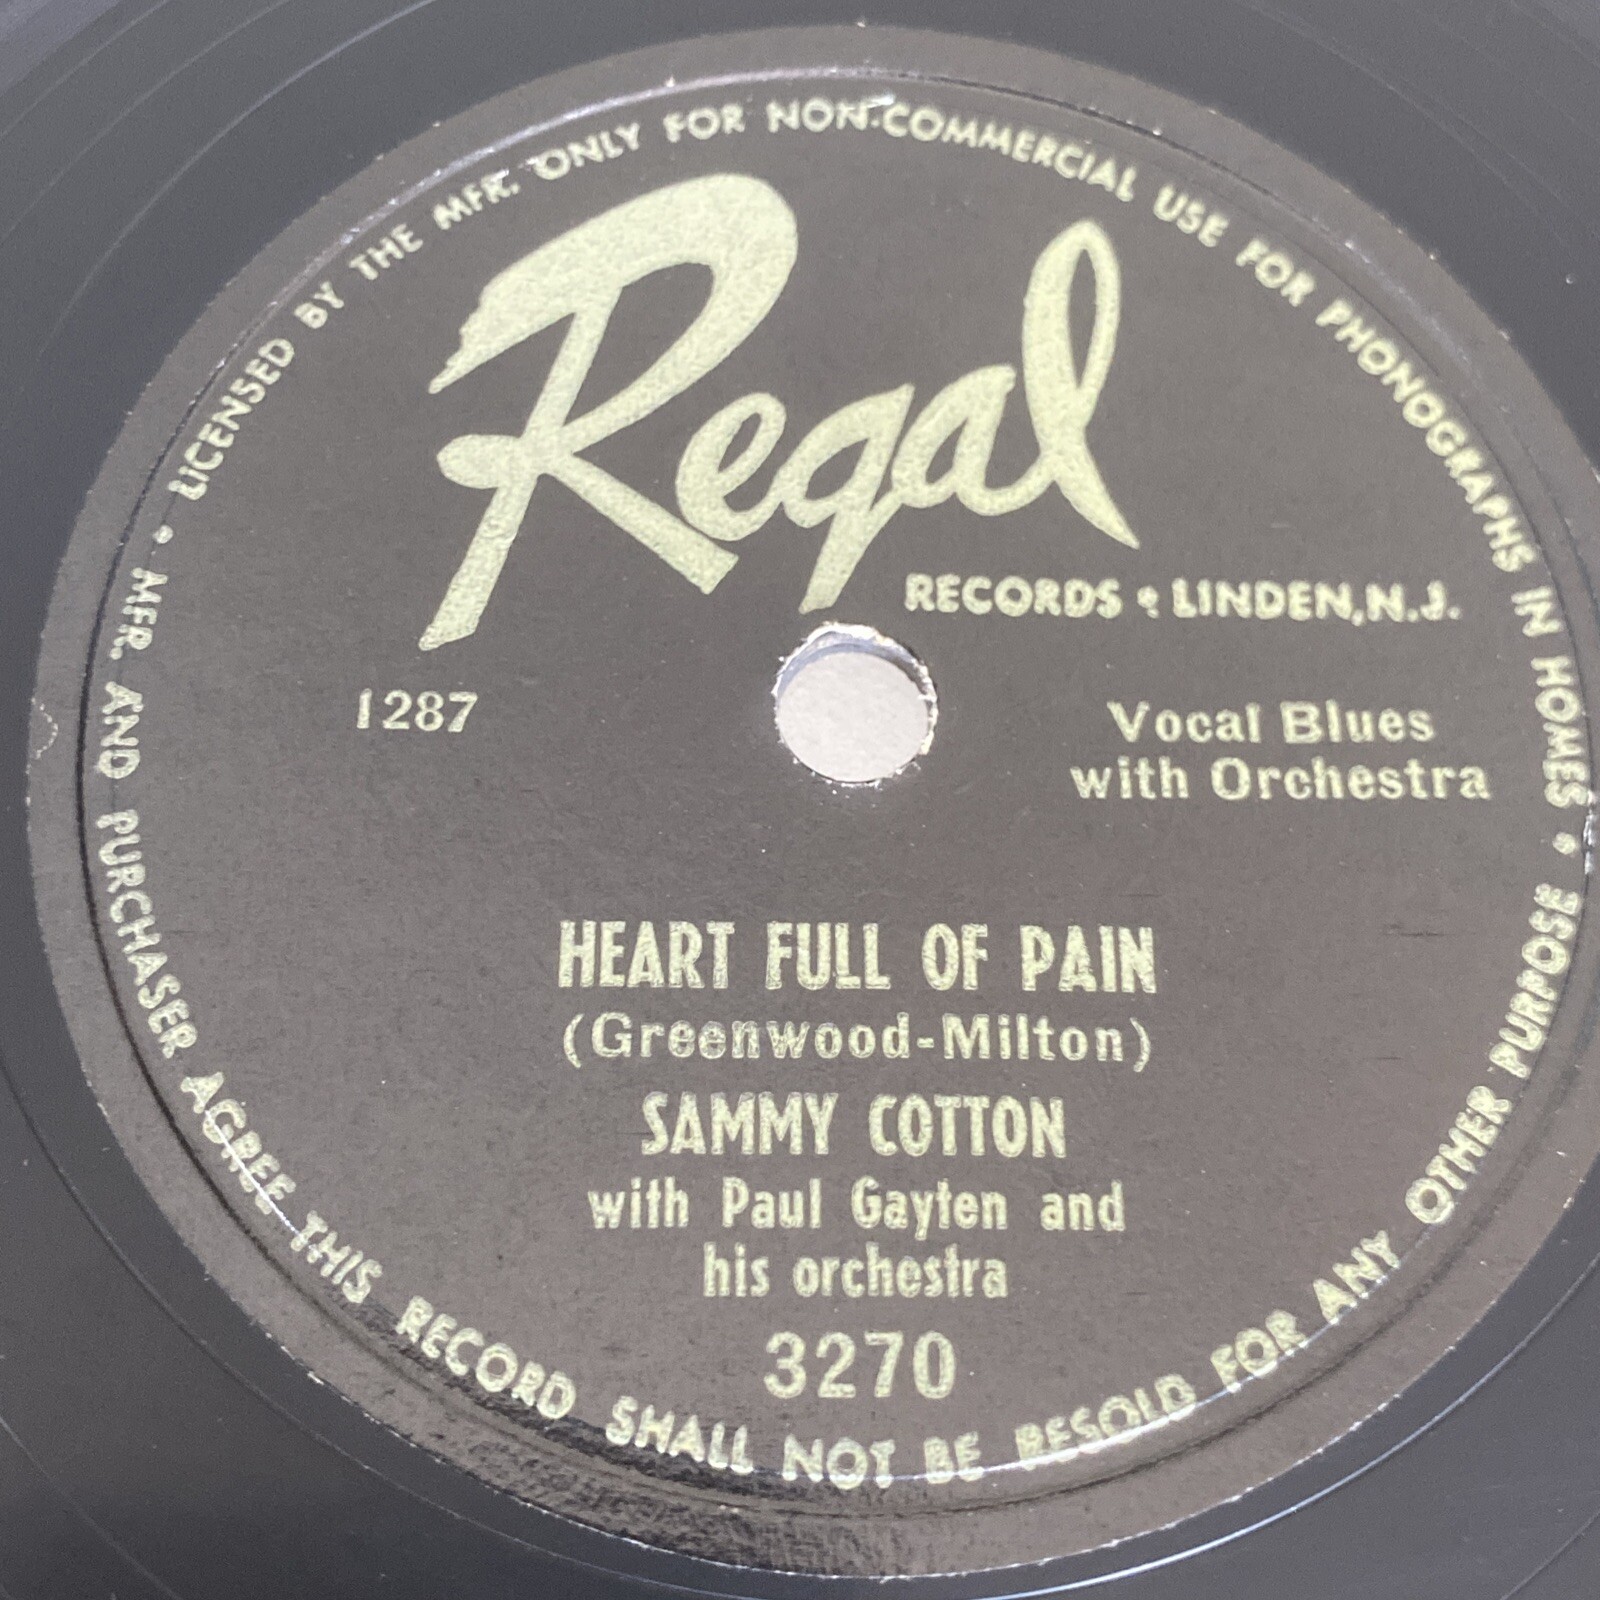 LICENSED BY THE MFR. ONLY FOR NON-COMMERCIAL USE FOR PHONOGRAPHS IN HOMES •
Regal
RECORDS • LINDEN, N.J.
1287
Vocal Blues
with Orchestra
HEART FULL OF PAIN
(Greenwood-Milton)
SAMMY COTTON
with Paul Gayten and
his orchestra
3270
• MFR. AND PURCHASER AGREE THIS RECORD SHALL NOT BE RESOLD FOR ANY OTHER PURPOSE